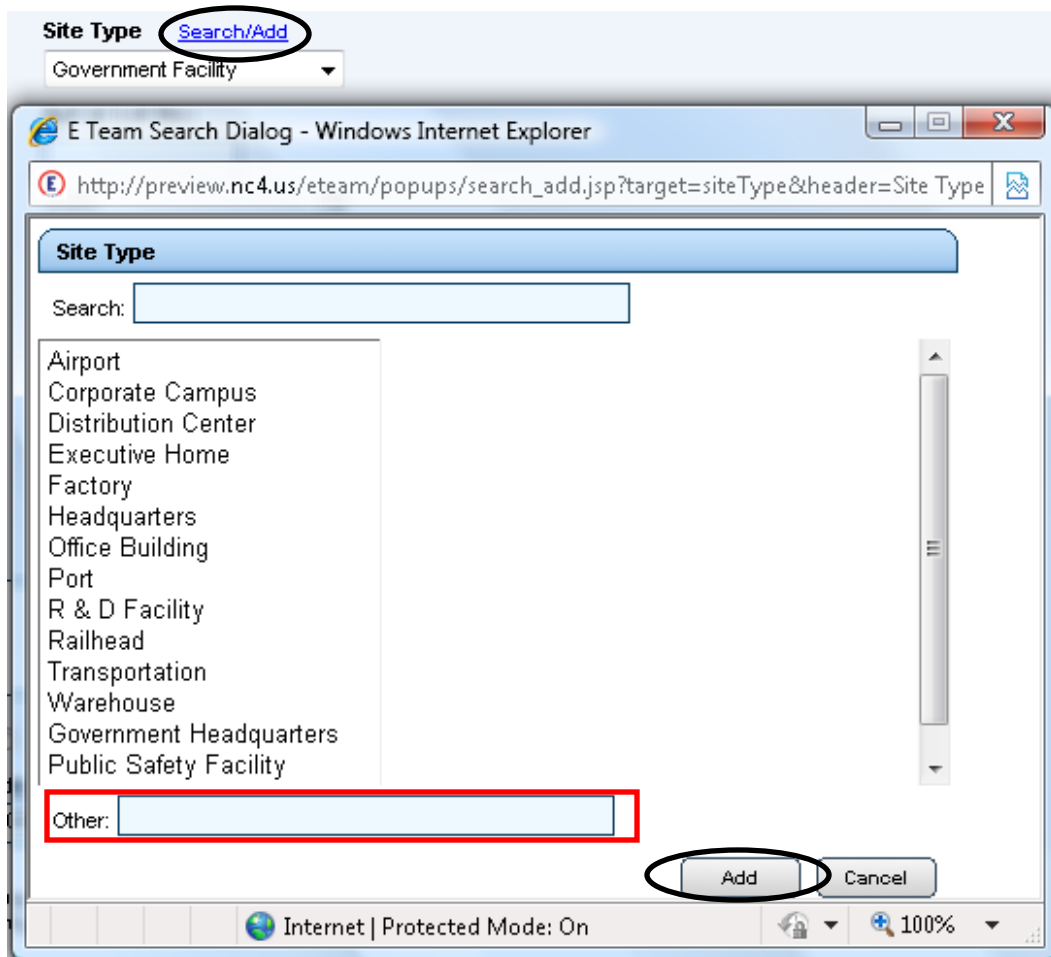 Site Type Search/Add
Government Facility
E Team Search Dialog - Windows Internet Explorer
http://preview.nc4.us/eteam/popups/search_add.jsp?target=siteType&header=Site Type
Site Type
Search:
Airport
Corporate Campus
Distribution Center
Executive Home
Factory
Headquarters
Office Building
Port
R & D Facility
Railhead
Transportation
Warehouse
Government Headquarters
Public Safety Facility
Other:
Add Cancel
Internet | Protected Mode: On 100%